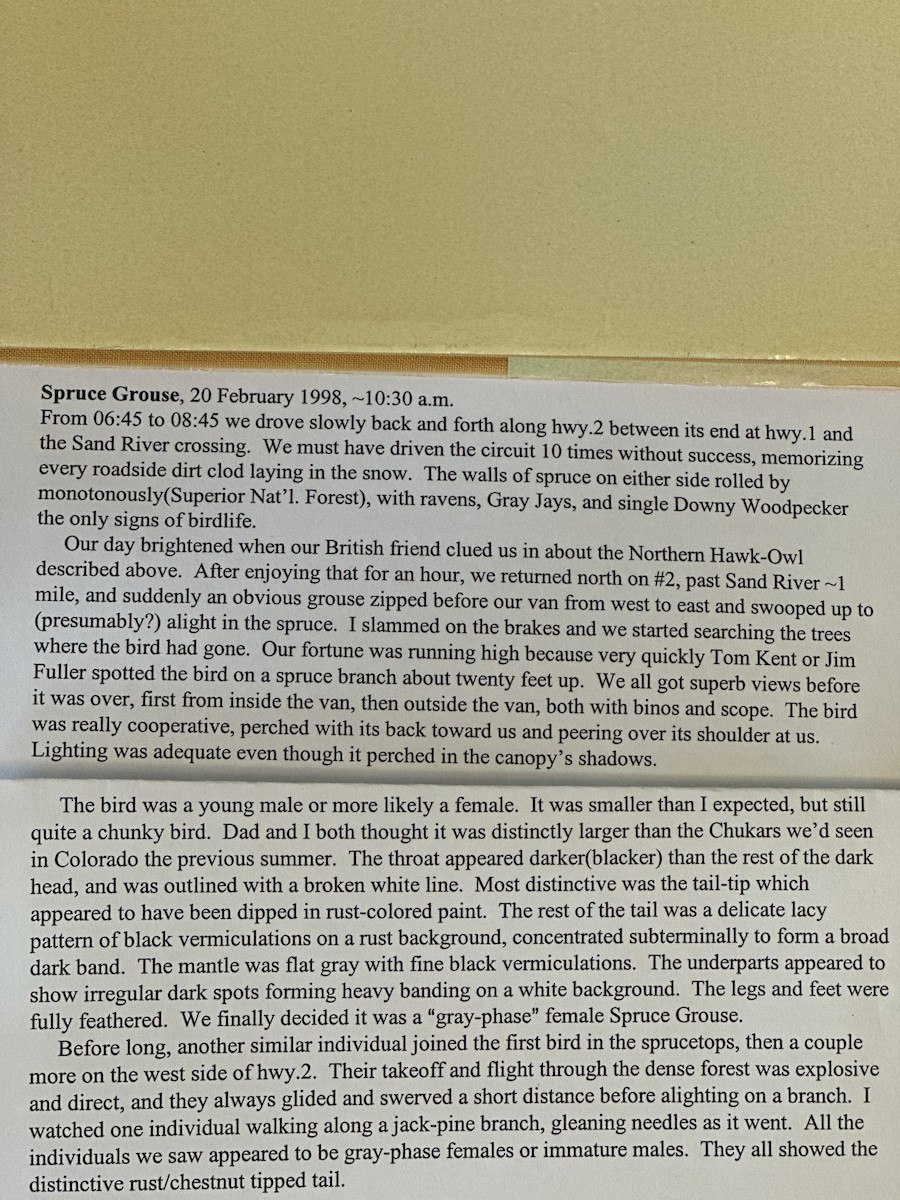 Spruce Grouse, 20 February 1998, ~10:30 a.m.
From 06:45 to 08:45 we drove slowly back and forth along hwy.2 between its end at hwy.1 and
the Sand River crossing. We must have driven the circuit 10 times without success, memorizing
every roadside dirt clod laying in the snow. The walls of spruce on either side rolled by
monotonously(Superior Nat’l. Forest), with ravens, Gray Jays, and single Downy Woodpecker
the only signs of birdlife.
Our day brightened when our British friend clued us in about the Northern Hawk-Owl
described above. After enjoying that for an hour, we returned north on #2, past Sand River ~1
mile, and suddenly an obvious grouse zipped before our van from west to east and swooped up to
(presumably?) alight in the spruce. I slammed on the brakes and we started searching the trees
where the bird had gone. Our fortune was running high because very quickly Tom Kent or Jim
Fuller spotted the bird on a spruce branch about twenty feet up. We all got superb views before
it was over, first from inside the van, then outside the van, both with binos and scope. The bird
was really cooperative, perched with its back toward us and peering over its shoulder at us.
Lighting was adequate even though it perched in the canopy’s shadows.
The bird was a young male or more likely a female. It was smaller than I expected, but still
quite a chunky bird. Dad and I both thought it was distinctly larger than the Chukars we’d seen
in Colorado the previous summer. The throat appeared darker(blacker) than the rest of the dark
head, and was outlined with a broken white line. Most distinctive was the tail-tip which
appeared to have been dipped in rust-colored paint. The rest of the tail was a delicate lacy
pattern of black vermiculations on a rust background, concentrated subterminally to form a broad
dark band. The mantle was flat gray with fine black vermiculations. The underparts appeared to
show irregular dark spots forming heavy banding on a white background. The legs and feet were
fully feathered. We finally decided it was a “gray-phase” female Spruce Grouse.
Before long, another similar individual joined the first bird in the sprucetops, then a couple
more on the west side of hwy.2. Their takeoff and flight through the dense forest was explosive
and direct, and they always glided and swerved a short distance before alighting on a branch. I
watched one individual walking along a jack-pine branch, gleaning needles as it went. All the
individuals we saw appeared to be gray-phase females or immature males. They all showed the
distinctive rust/chestnut tipped tail.